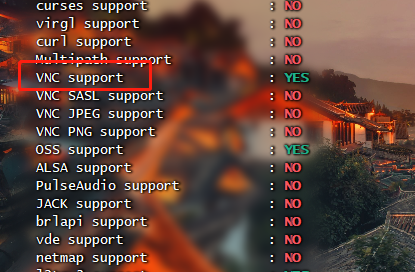 curses support : NO
virgl support : NO
curl support : NO
Multipath support : NO
VNC support : YES
VNC SASL support : NO
VNC JPEG support : NO
VNC PNG support : NO
OSS support : YES
ALSA support : NO
PulseAudio support : NO
JACK support : NO
brlapi support : NO
vde support : NO
netmap support : NO